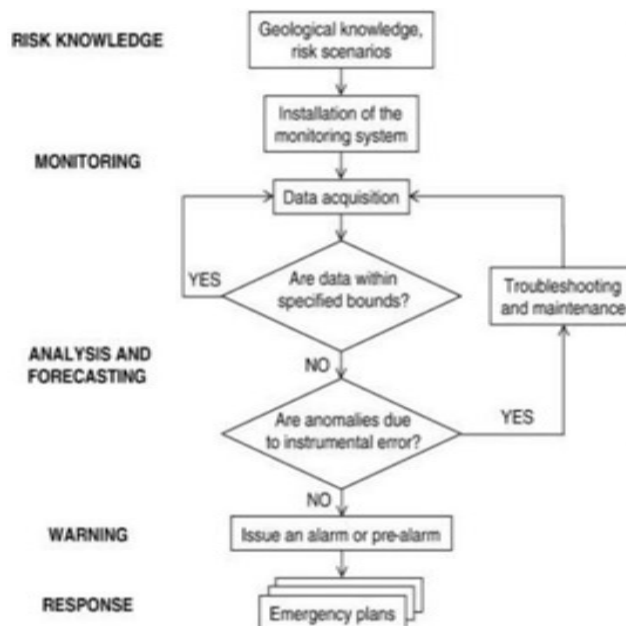 RISK KNOWLEDGE
Geological knowledge,
risk scenarios
Installation of the
monitoring system
MONITORING
Data acquisition
YES
Are data within
specified bounds?
Troubleshooting
and maintenance
ANALYSIS AND
FORECASTING
NO
Are anomalies due
to instrumental error?
YES
NO
WARNING
Issue an alarm or pre-alarm
RESPONSE
Emergency plans